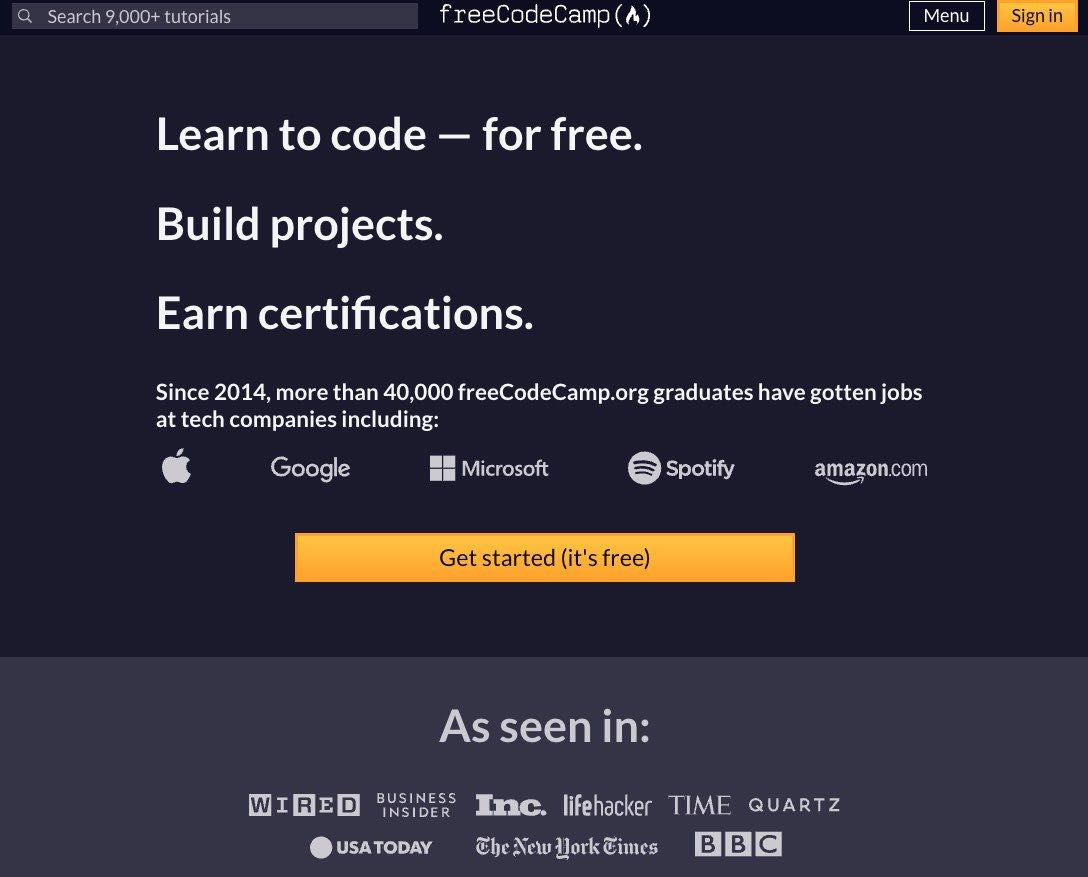 Search 9,000+ tutorials
freeCodeCamp(🔥)
Menu
Sign in
Learn to code — for free.
Build projects.
Earn certifications.
Since 2014, more than 40,000 freeCodeCamp.org graduates have gotten jobs
at tech companies including:
Google
Microsoft
Spotify
amazon.com
Get started (it's free)
As seen in:
WIRED
BUSINESS
INSIDER
Inc.
lifehacker
TIME
QUARTZ
USA TODAY
The New York Times
BBC